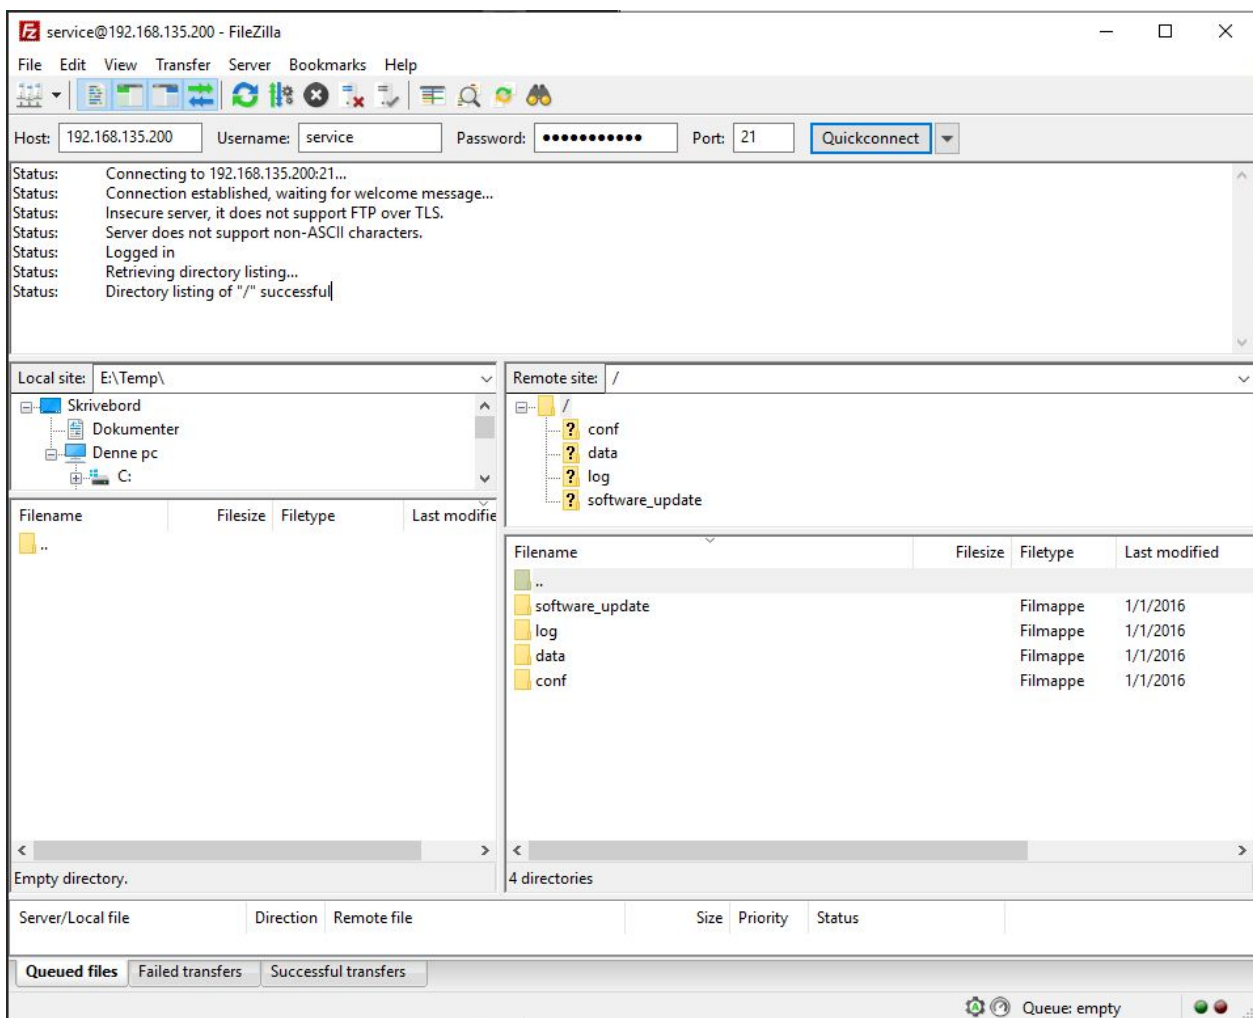 service@192.168.135.200 - FileZilla
File Edit View Transfer Server Bookmarks Help
Host: 192.168.135.200 Username: service Password: ●●●●●●●●●●● Port: 21 Quickconnect
Status: Connecting to 192.168.135.200:21...
Status: Connection established, waiting for welcome message...
Status: Insecure server, it does not support FTP over TLS.
Status: Server does not support non-ASCII characters.
Status: Logged in
Status: Retrieving directory listing...
Status: Directory listing of "/" successful
Local site: E:\Temp\
Skrivebord
Dokumenter
Denne pc
C:
Filename Filesize Filetype Last modifie
..
Empty directory.
Remote site: /
/
conf
data
log
software_update
Filename Filesize Filetype Last modified
..
software_update Filmappe 1/1/2016
log Filmappe 1/1/2016
data Filmappe 1/1/2016
conf Filmappe 1/1/2016
4 directories
Server/Local file Direction Remote file Size Priority Status
Queued files Failed transfers Successful transfers
Queue: empty